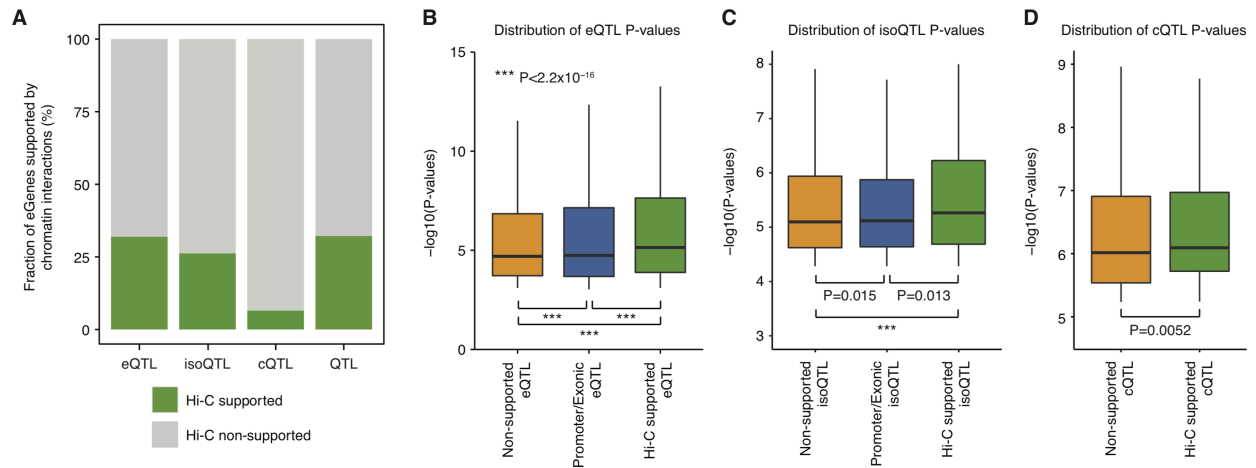 A
Fraction of eGenes supported by
chromatin interactions (%)
100
75
50
25
0
eQTL
isoQTL
cQTL
QTL
Hi-C supported
Hi-C non-supported
B
Distribution of eQTL P-values
−log10(P-values)
15
10
5
0
*** P<2.2x10−16
***
***
***
Non-supported
eQTL
Promoter/Exonic
eQTL
Hi-C supported
eQTL
C
Distribution of isoQTL P-values
−log10(P-values)
8
7
6
5
4
3
P=0.015
P=0.013
***
Non-supported
isoQTL
Promoter/Exonic
isoQTL
Hi-C supported
isoQTL
D
Distribution of cQTL P-values
−log10(P-values)
9
8
7
6
5
P=0.0052
Non-supported
cQTL
Hi-C supported
cQTL